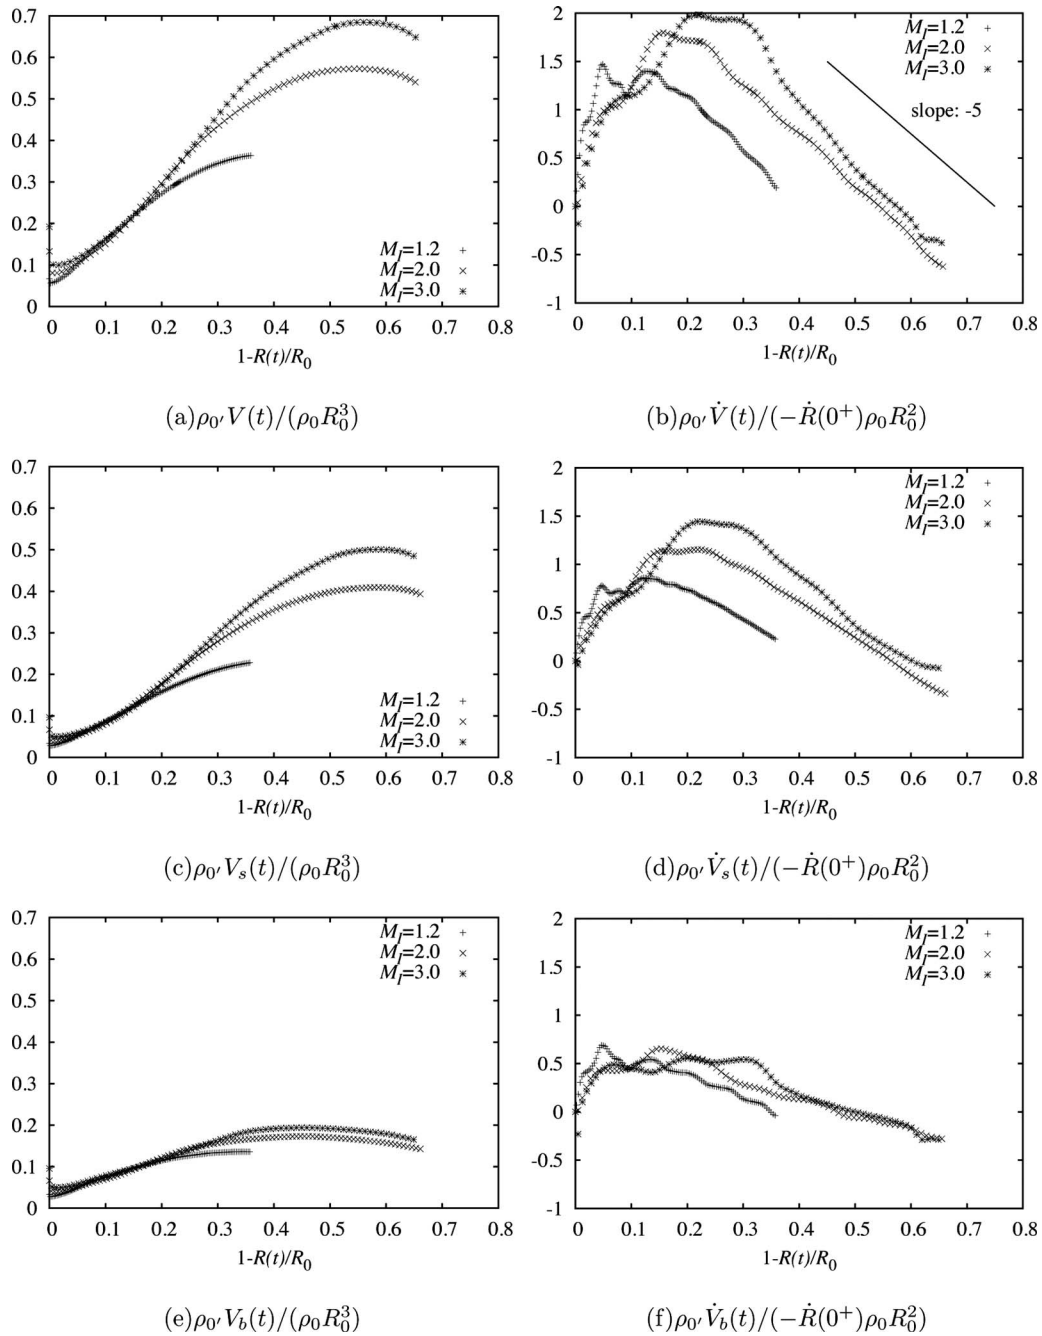 0.7
0.6
0.5
0.4
0.3
0.2
0.1
0
0 0.1 0.2 0.3 0.4 0.5 0.6 0.7 0.8
1-R(t)/R₀
M_I=1.2
M_I=2.0
M_I=3.0
(a)ρ₀′V(t)/(ρ₀R₀³)
2
1.5
1
0.5
0
-0.5
-1
0 0.1 0.2 0.3 0.4 0.5 0.6 0.7 0.8
1-R(t)/R₀
M_I=1.2
M_I=2.0
M_I=3.0
slope: -5
(b)ρ₀′V̇(t)/(−Ṙ(0⁺)ρ₀R₀²)
0.7
0.6
0.5
0.4
0.3
0.2
0.1
0
0 0.1 0.2 0.3 0.4 0.5 0.6 0.7 0.8
1-R(t)/R₀
M_I=1.2
M_I=2.0
M_I=3.0
(c)ρ₀′V_s(t)/(ρ₀R₀³)
2
1.5
1
0.5
0
-0.5
-1
0 0.1 0.2 0.3 0.4 0.5 0.6 0.7 0.8
1-R(t)/R₀
M_I=1.2
M_I=2.0
M_I=3.0
(d)ρ₀′V̇_s(t)/(−Ṙ(0⁺)ρ₀R₀²)
0.7
0.6
0.5
0.4
0.3
0.2
0.1
0
0 0.1 0.2 0.3 0.4 0.5 0.6 0.7 0.8
1-R(t)/R₀
M_I=1.2
M_I=2.0
M_I=3.0
(e)ρ₀′V_b(t)/(ρ₀R₀³)
2
1.5
1
0.5
0
-0.5
-1
0 0.1 0.2 0.3 0.4 0.5 0.6 0.7 0.8
1-R(t)/R₀
M_I=1.2
M_I=2.0
M_I=3.0
(f)ρ₀′V̇_b(t)/(−Ṙ(0⁺)ρ₀R₀²)